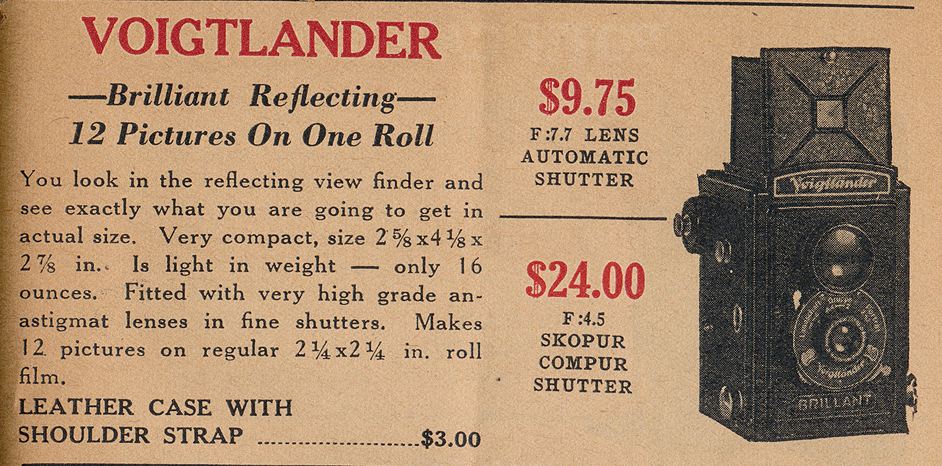 VOIGTLANDER
—Brilliant Reflecting—
12 Pictures On One Roll
You look in the reflecting view finder and
see exactly what you are going to get in
actual size. Very compact, size 2⅝x4⅛x
2⅞ in. Is light in weight — only 16
ounces. Fitted with very high grade an-
astigmat lenses in fine shutters. Makes
12 pictures on regular 2¼x2¼ in. roll
film.
LEATHER CASE WITH
SHOULDER STRAP ........................$3.00
$9.75
F:7.7 LENS
AUTOMATIC
SHUTTER
$24.00
F:4.5
SKOPUR
COMPUR
SHUTTER
Voigtländer
Voigtländer
BRILLANT